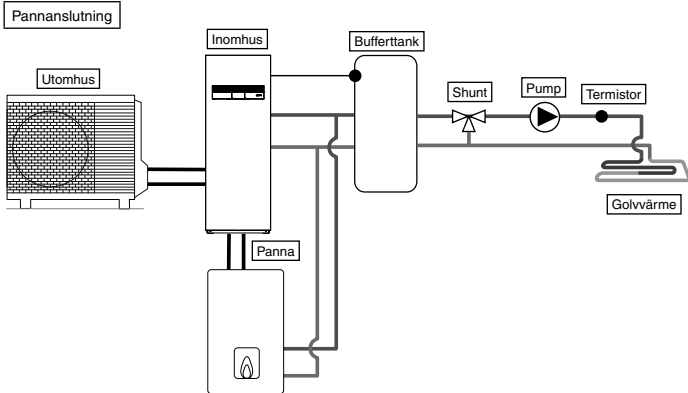 Pannanslutning
Inomhus
Bufferttank
Utomhus
Shunt
Pump
Termistor
Golvvärme
Panna